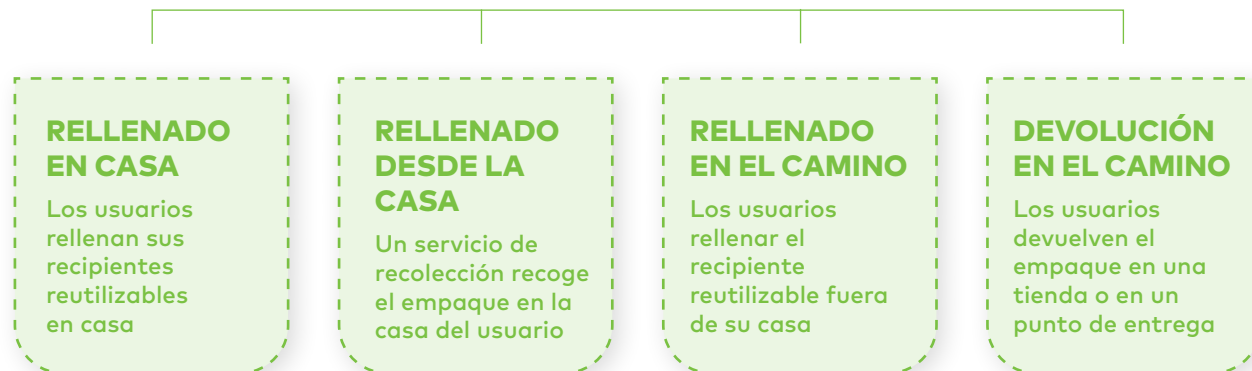 RELLENADO
EN CASA
Los usuarios
rellenan sus
recipientes
reutilizables
en casa
RELLENADO
DESDE LA
CASA
Un servicio de
recolección recoge
el empaque en la
casa del usuario
RELLENADO
EN EL CAMINO
Los usuarios
rellenar el
recipiente
reutilizable fuera
de su casa
DEVOLUCIÓN
EN EL CAMINO
Los usuarios
devuelven el
empaque en una
tienda o en un
punto de entrega